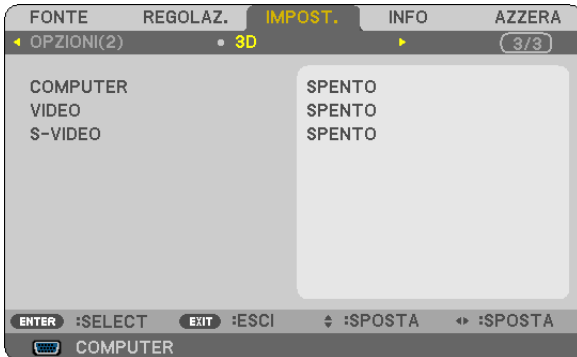 FONTE REGOLAZ. IMPOST. INFO AZZERA
OPZIONI(2) 3D 3/3
COMPUTER SPENTO
VIDEO SPENTO
S-VIDEO SPENTO
ENTER :SELECT EXIT :ESCI :SPOSTA :SPOSTA
COMPUTER